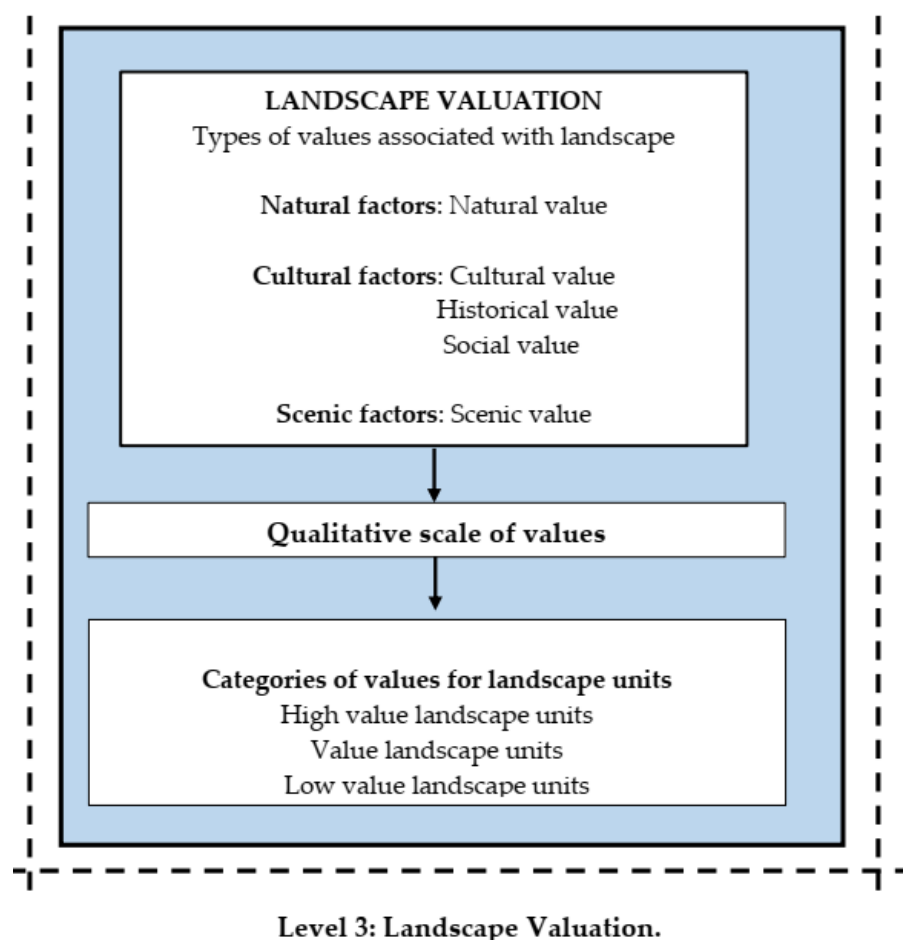 LANDSCAPE VALUATION
Types of values associated with landscape
Natural factors: Natural value
Cultural factors: Cultural value
Historical value
Social value
Scenic factors: Scenic value
Qualitative scale of values
Categories of values for landscape units
High value landscape units
Value landscape units
Low value landscape units
Level 3: Landscape Valuation.